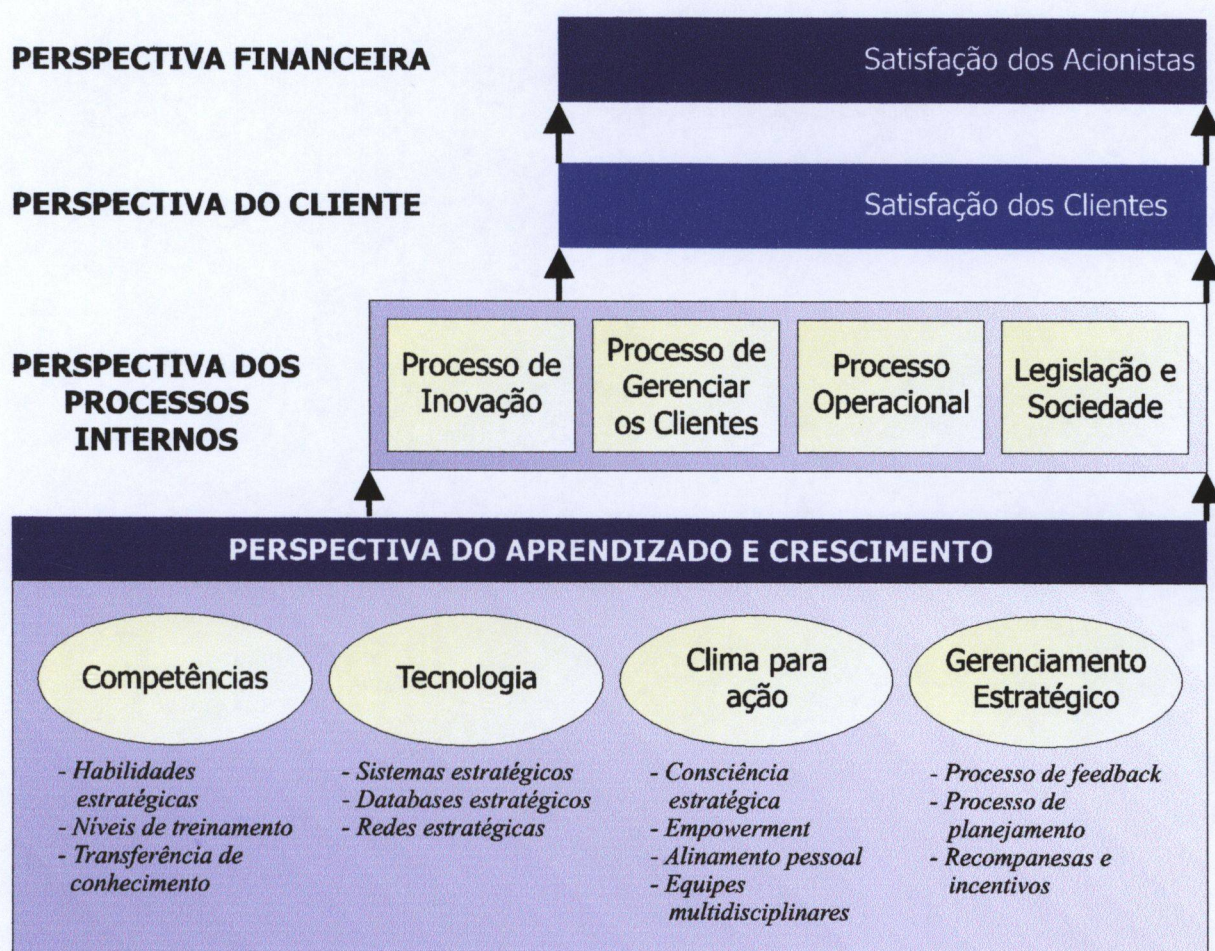 PERSPECTIVA FINANCEIRA
Satisfação dos Acionistas
PERSPECTIVA DO CLIENTE
Satisfação dos Clientes
PERSPECTIVA DOS
PROCESSOS
INTERNOS
Processo de
Inovação
Processo de
Gerenciar
os Clientes
Processo
Operacional
Legislação e
Sociedade
PERSPECTIVA DO APRENDIZADO E CRESCIMENTO
Competências
- Habilidades
estratégicas
- Níveis de treinamento
- Transferência de
conhecimento
Tecnologia
- Sistemas estratégicos
- Databases estratégicos
- Redes estratégicas
Clima para
ação
- Consciência
estratégica
- Empowerment
- Alinamento pessoal
- Equipes
multidisciplinares
Gerenciamento
Estratégico
- Processo de feedback
- Processo de
planejamento
- Recompanesas e
incentivos